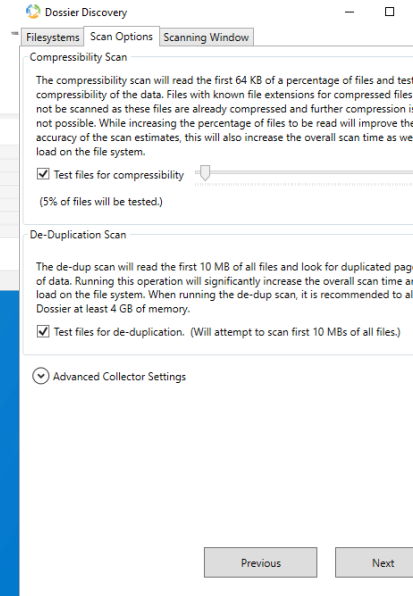 Dossier Discovery
Filesystems Scan Options Scanning Window
Compressibility Scan
The compressibility scan will read the first 64 KB of a percentage of files and test
compressibility of the data. Files with known file extensions for compressed files
not be scanned as these files are already compressed and further compression is
not possible. While increasing the percentage of files to be read will improve the
accuracy of the scan estimates, this will also increase the overall scan time as we
load on the file system.
Test files for compressibility
(5% of files will be tested.)
De-Duplication Scan
The de-dup scan will read the first 10 MB of all files and look for duplicated pag
of data. Running this operation will significantly increase the overall scan time a
load on the file system. When running the de-dup scan, it is recommended to al
Dossier at least 4 GB of memory.
Test files for de-duplication. (Will attempt to scan first 10 MBs of all files.)
Advanced Collector Settings
Previous Next